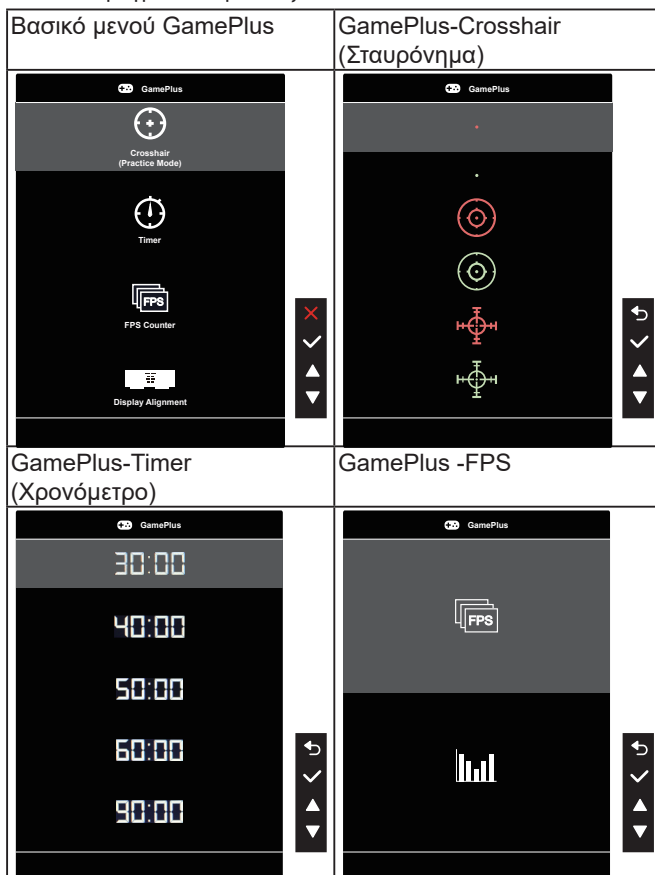 Βασικό μενού GamePlus
GamePlus-Crosshair
(Σταυρόνημα)
GamePlus
Crosshair
(Practice Mode)
Timer
FPS
FPS Counter
Display Alignment
GamePlus
GamePlus-Timer
(Χρονόμετρο)
GamePlus -FPS
GamePlus
30:00
40:00
50:00
60:00
90:00
GamePlus
FPS